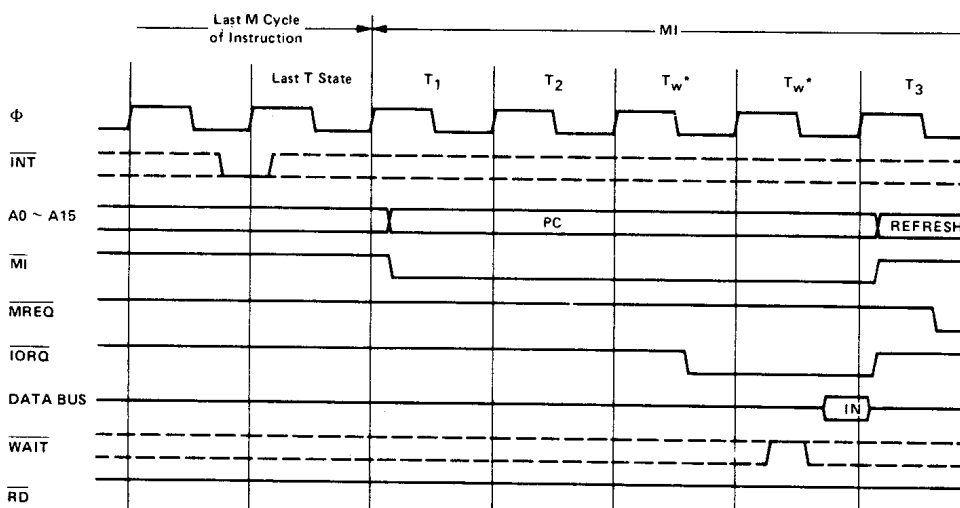 Last M Cycle
of Instruction
MI
Last T State
T1
T2
Tw*
Tw*
T3
Φ
INT
A0 ~ A15
PC
REFRESH
MI
MREQ
IORQ
DATA BUS
IN
WAIT
RD